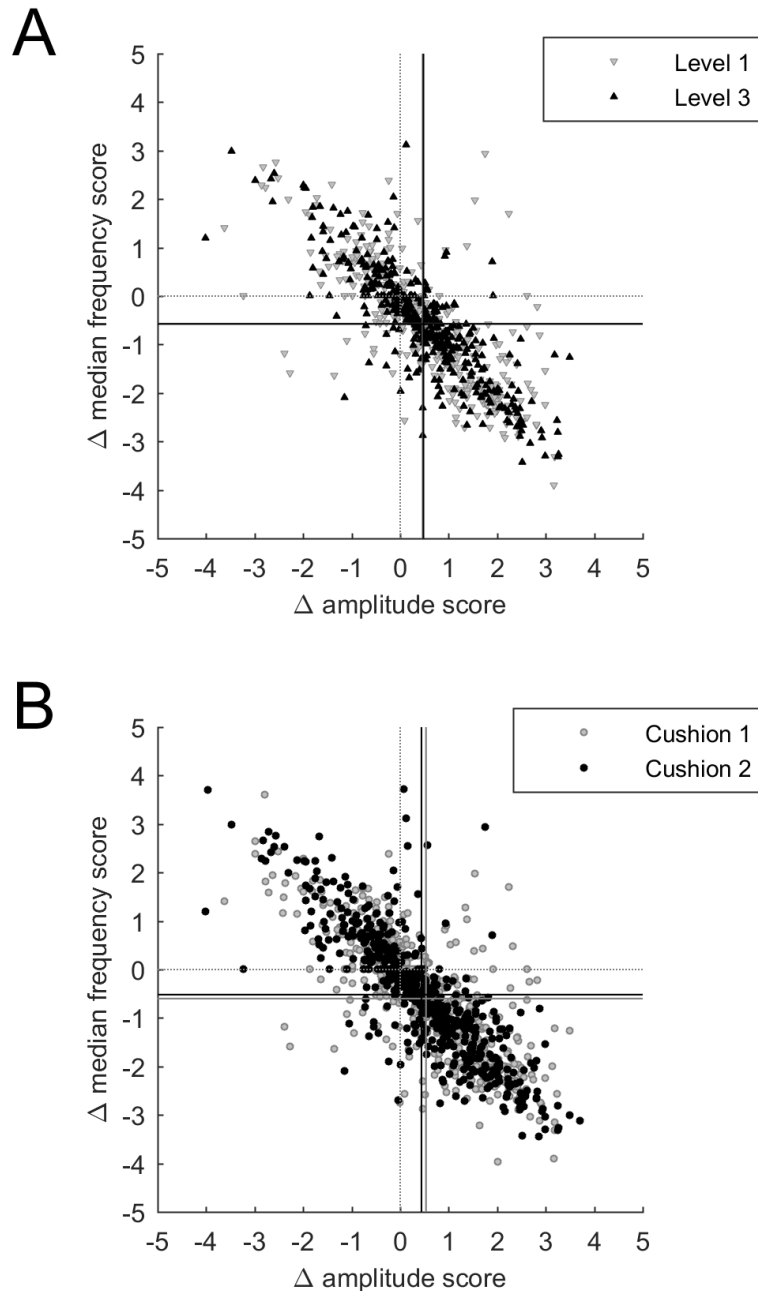 A
Level 1
Level 3
5
4
3
2
1
0
-1
-2
-3
-4
-5
Δ median frequency score
-5 -4 -3 -2 -1 0 1 2 3 4 5
Δ amplitude score
B
Cushion 1
Cushion 2
5
4
3
2
1
0
-1
-2
-3
-4
-5
Δ median frequency score
-5 -4 -3 -2 -1 0 1 2 3 4 5
Δ amplitude score